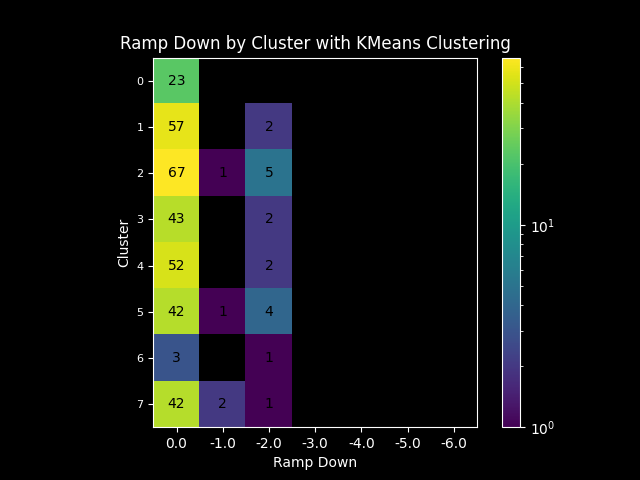 Ramp Down by Cluster with KMeans Clustering
0 23
1 57 2
2 67 1 5
3 43 2
4 52 2
5 42 1 4
6 3 1
7 42 2 1
0.0 -1.0 -2.0 -3.0 -4.0 -5.0 -6.0
Ramp Down
Cluster
10¹
10⁰